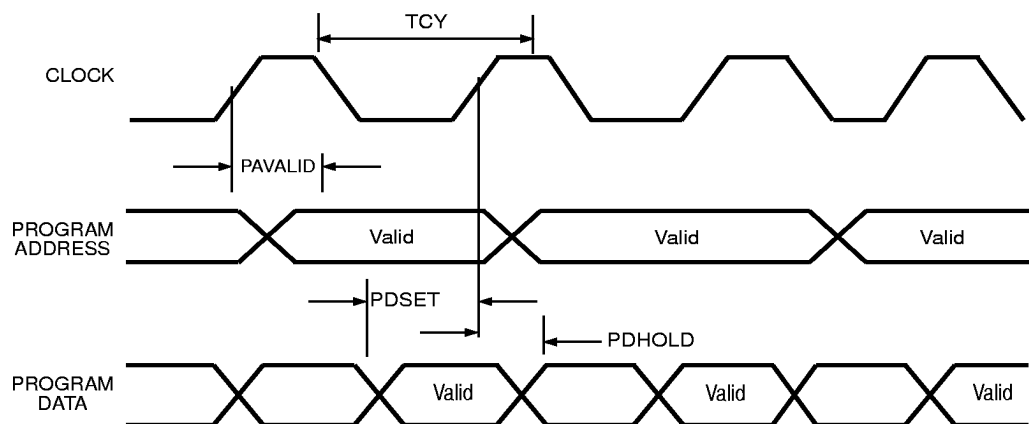 TCY
CLOCK
PAVALID
PROGRAM
ADDRESS
Valid
Valid
Valid
PDSET
PDHOLD
PROGRAM
DATA
Valid
Valid
Valid